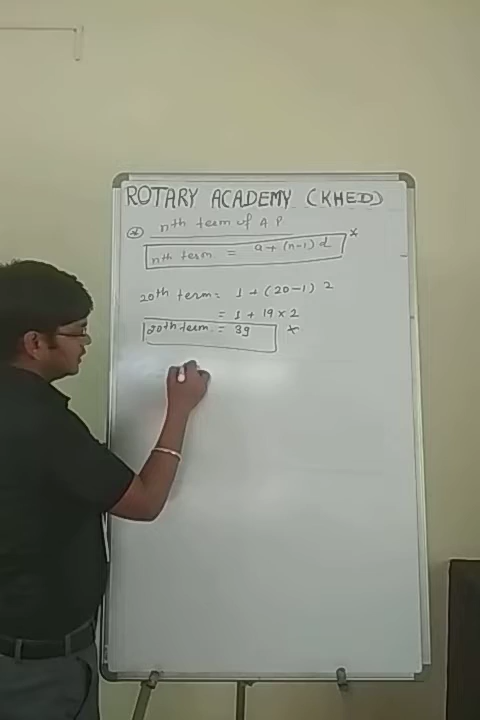 ROTARY ACADEMY (KHED)
* nth term of A P
nth term = a + (n-1) d *
20th term = 1 + (20-1) 2
= 1 + 19 × 2
20th term = 39 *